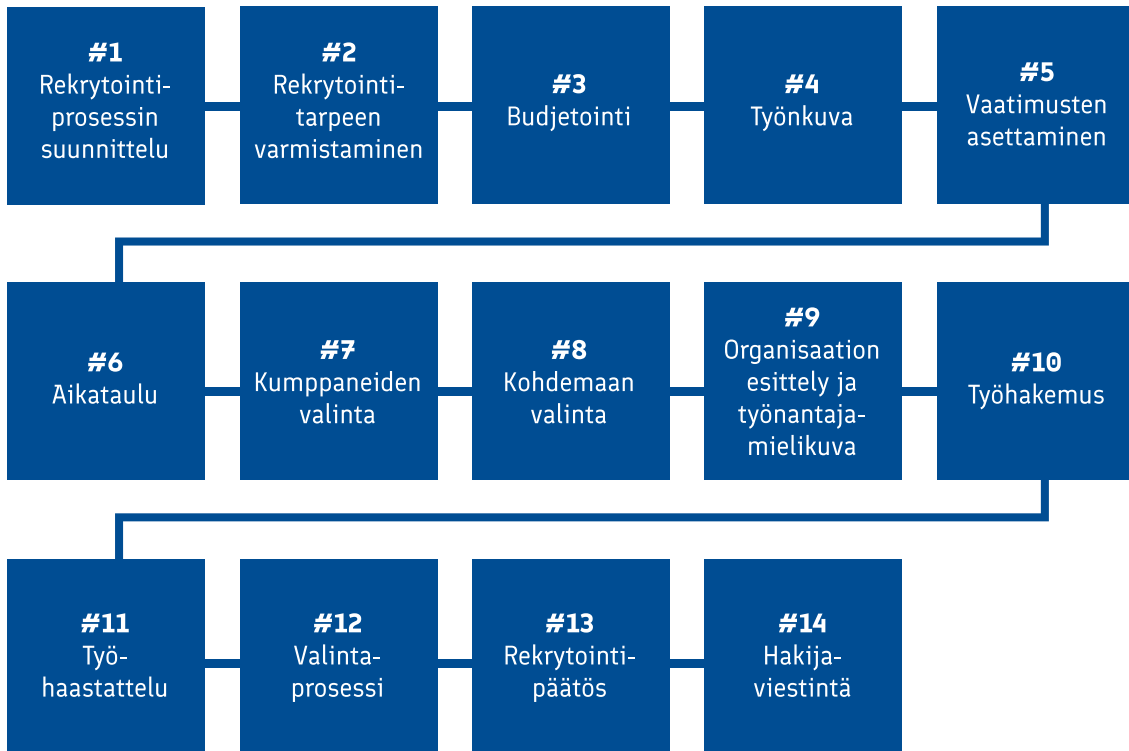 #1
Rekrytointi-
prosessin
suunnittelu
#2
Rekrytointi-
tarpeen
varmistaminen
#3
Budjetointi
#4
Työnkuva
#5
Vaatimusten
asettaminen
#6
Aikataulu
#7
Kumppaneiden
valinta
#8
Kohdemaan
valinta
#9
Organisaation
esittely ja
työnantaja-
mielikuva
#10
Työhakemus
#11
Työ-
haastattelu
#12
Valinta-
prosessi
#13
Rekrytointi-
päätös
#14
Hakija-
viestintä